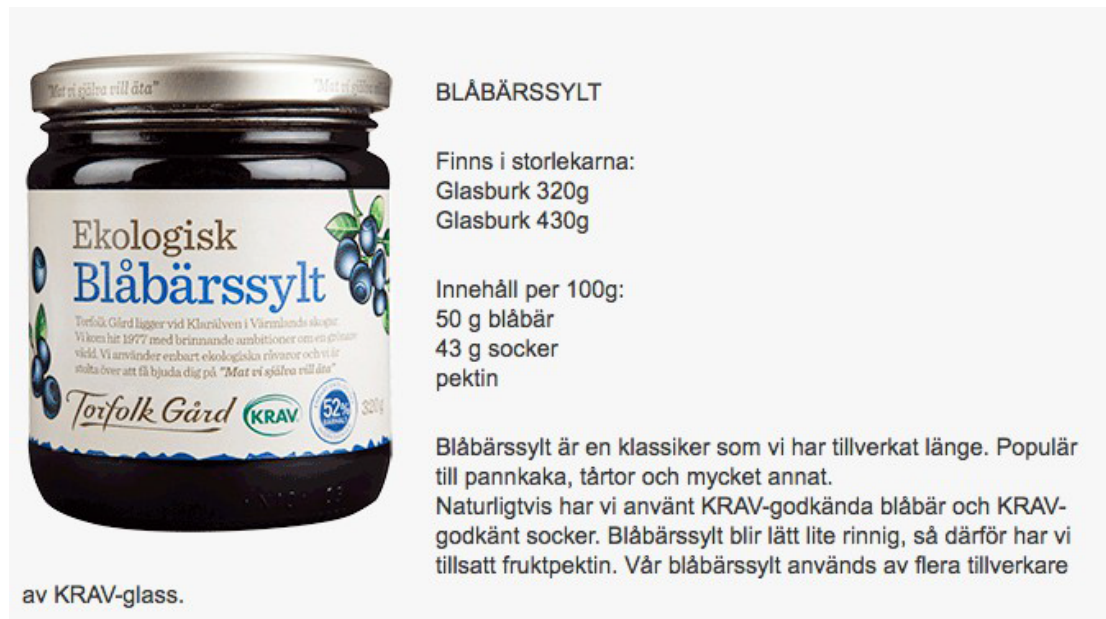 "Mat vi själva vill äta"
"Mat vi själva
Ekologisk
Blåbärssylt
Torfolk Gård ligger vid Klarälven i Värmlands skogar.
Vi kom hit 1977 med brinnande ambitioner om en grönare
värld. Vi använder enbart ekologiska råvaror och vi är
stolta över att få bjuda dig på "Mat vi själva vill äta"
Torfolk Gård
KRAV
52%
320g
BLÅBÄRSSYLT
Finns i storlekarna:
Glasburk 320g
Glasburk 430g
Innehåll per 100g:
50 g blåbär
43 g socker
pektin
Blåbärssylt är en klassiker som vi har tillverkat länge. Populär
till pannkaka, tårtor och mycket annat.
Naturligtvis har vi använt KRAV-godkända blåbär och KRAV-
godkänt socker. Blåbärssylt blir lätt lite rinnig, så därför har vi
tillsatt fruktpektin. Vår blåbärssylt används av flera tillverkare
av KRAV-glass.